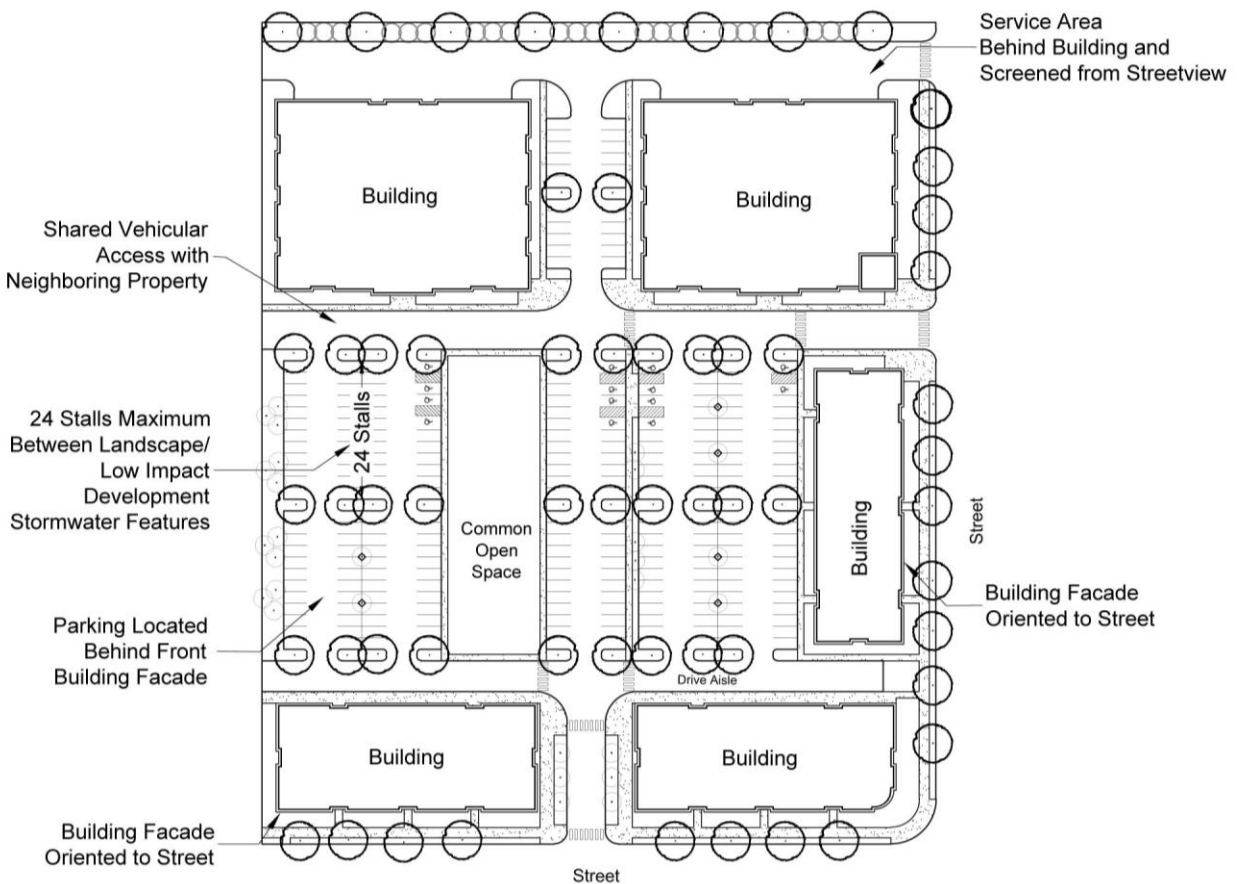 Service Area
Behind Building and
Screened from Streetview
Building
Building
Shared Vehicular
Access with
Neighboring Property
24 Stalls Maximum
Between Landscape/
Low Impact
Development
Stormwater Features
24 Stalls
Common
Open
Space
Building
Street
Building Facade
Oriented to Street
Parking Located
Behind Front
Building Facade
Drive Aisle
Building
Building
Building Facade
Oriented to Street
Street